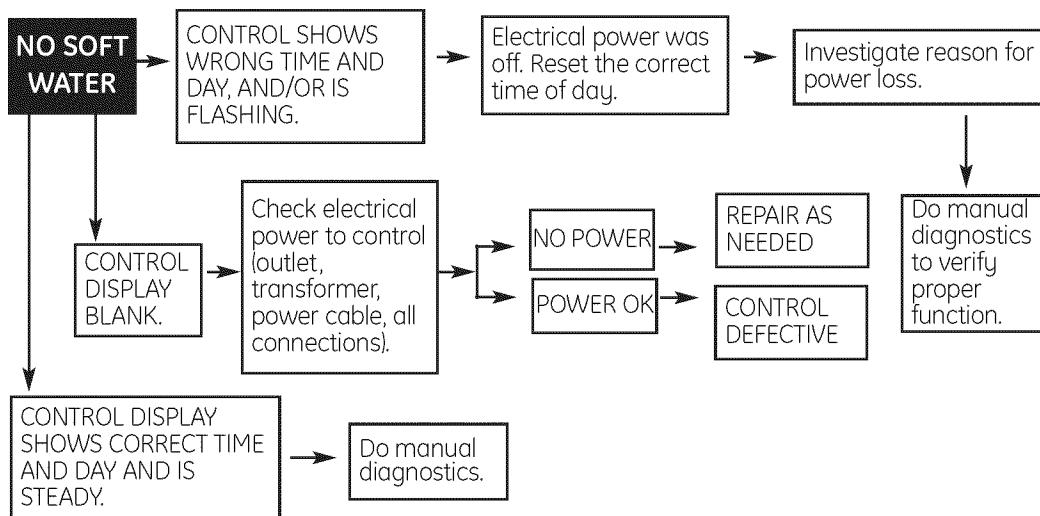 NO SOFT
WATER
CONTROL SHOWS
WRONG TIME AND
DAY, AND/OR IS
FLASHING.
Electrical power was
off. Reset the correct
time of day.
Investigate reason for
power loss.
Do manual
diagnostics
to verify
proper
function.
CONTROL
DISPLAY
BLANK.
Check electrical
power to control
(outlet,
transformer,
power cable, all
connections).
NO POWER
REPAIR AS
NEEDED
POWER OK
CONTROL
DEFECTIVE
CONTROL DISPLAY
SHOWS CORRECT TIME
AND DAY AND IS
STEADY.
Do manual
diagnostics.